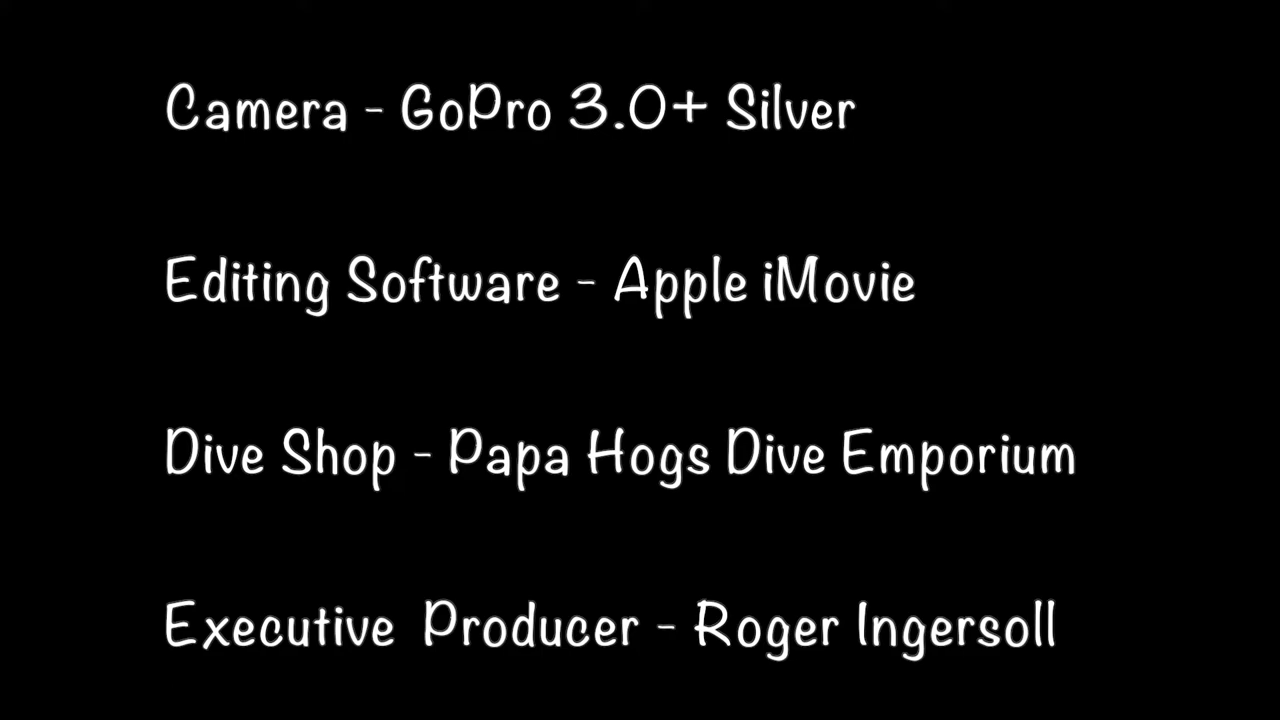 Camera - GoPro 3.0+ Silver
Editing Software - Apple iMovie
Dive Shop - Papa Hogs Dive Emporium
Executive Producer - Roger Ingersoll